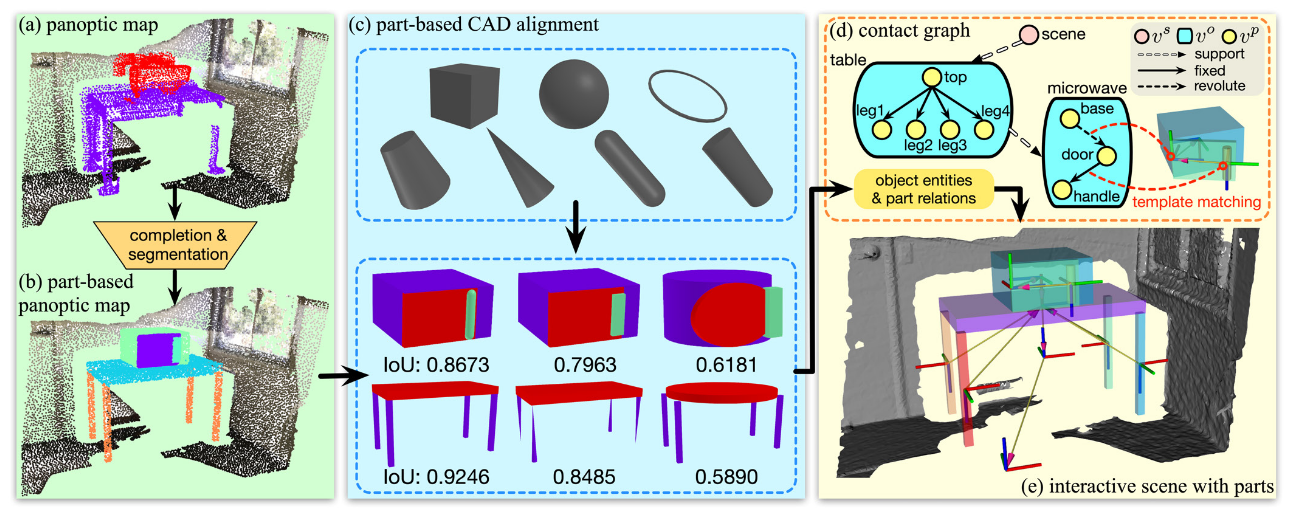 (a) panoptic map
completion &
segmentation
(b) part-based
panoptic map
(c) part-based CAD alignment
IoU: 0.8673
0.7963
0.6181
IoU: 0.9246
0.8485
0.5890
(d) contact graph
scene
v^s
v^o
v^p
support
fixed
revolute
table
top
leg1
leg2
leg3
leg4
microwave
base
door
handle
template matching
object entities
& part relations
(e) interactive scene with parts